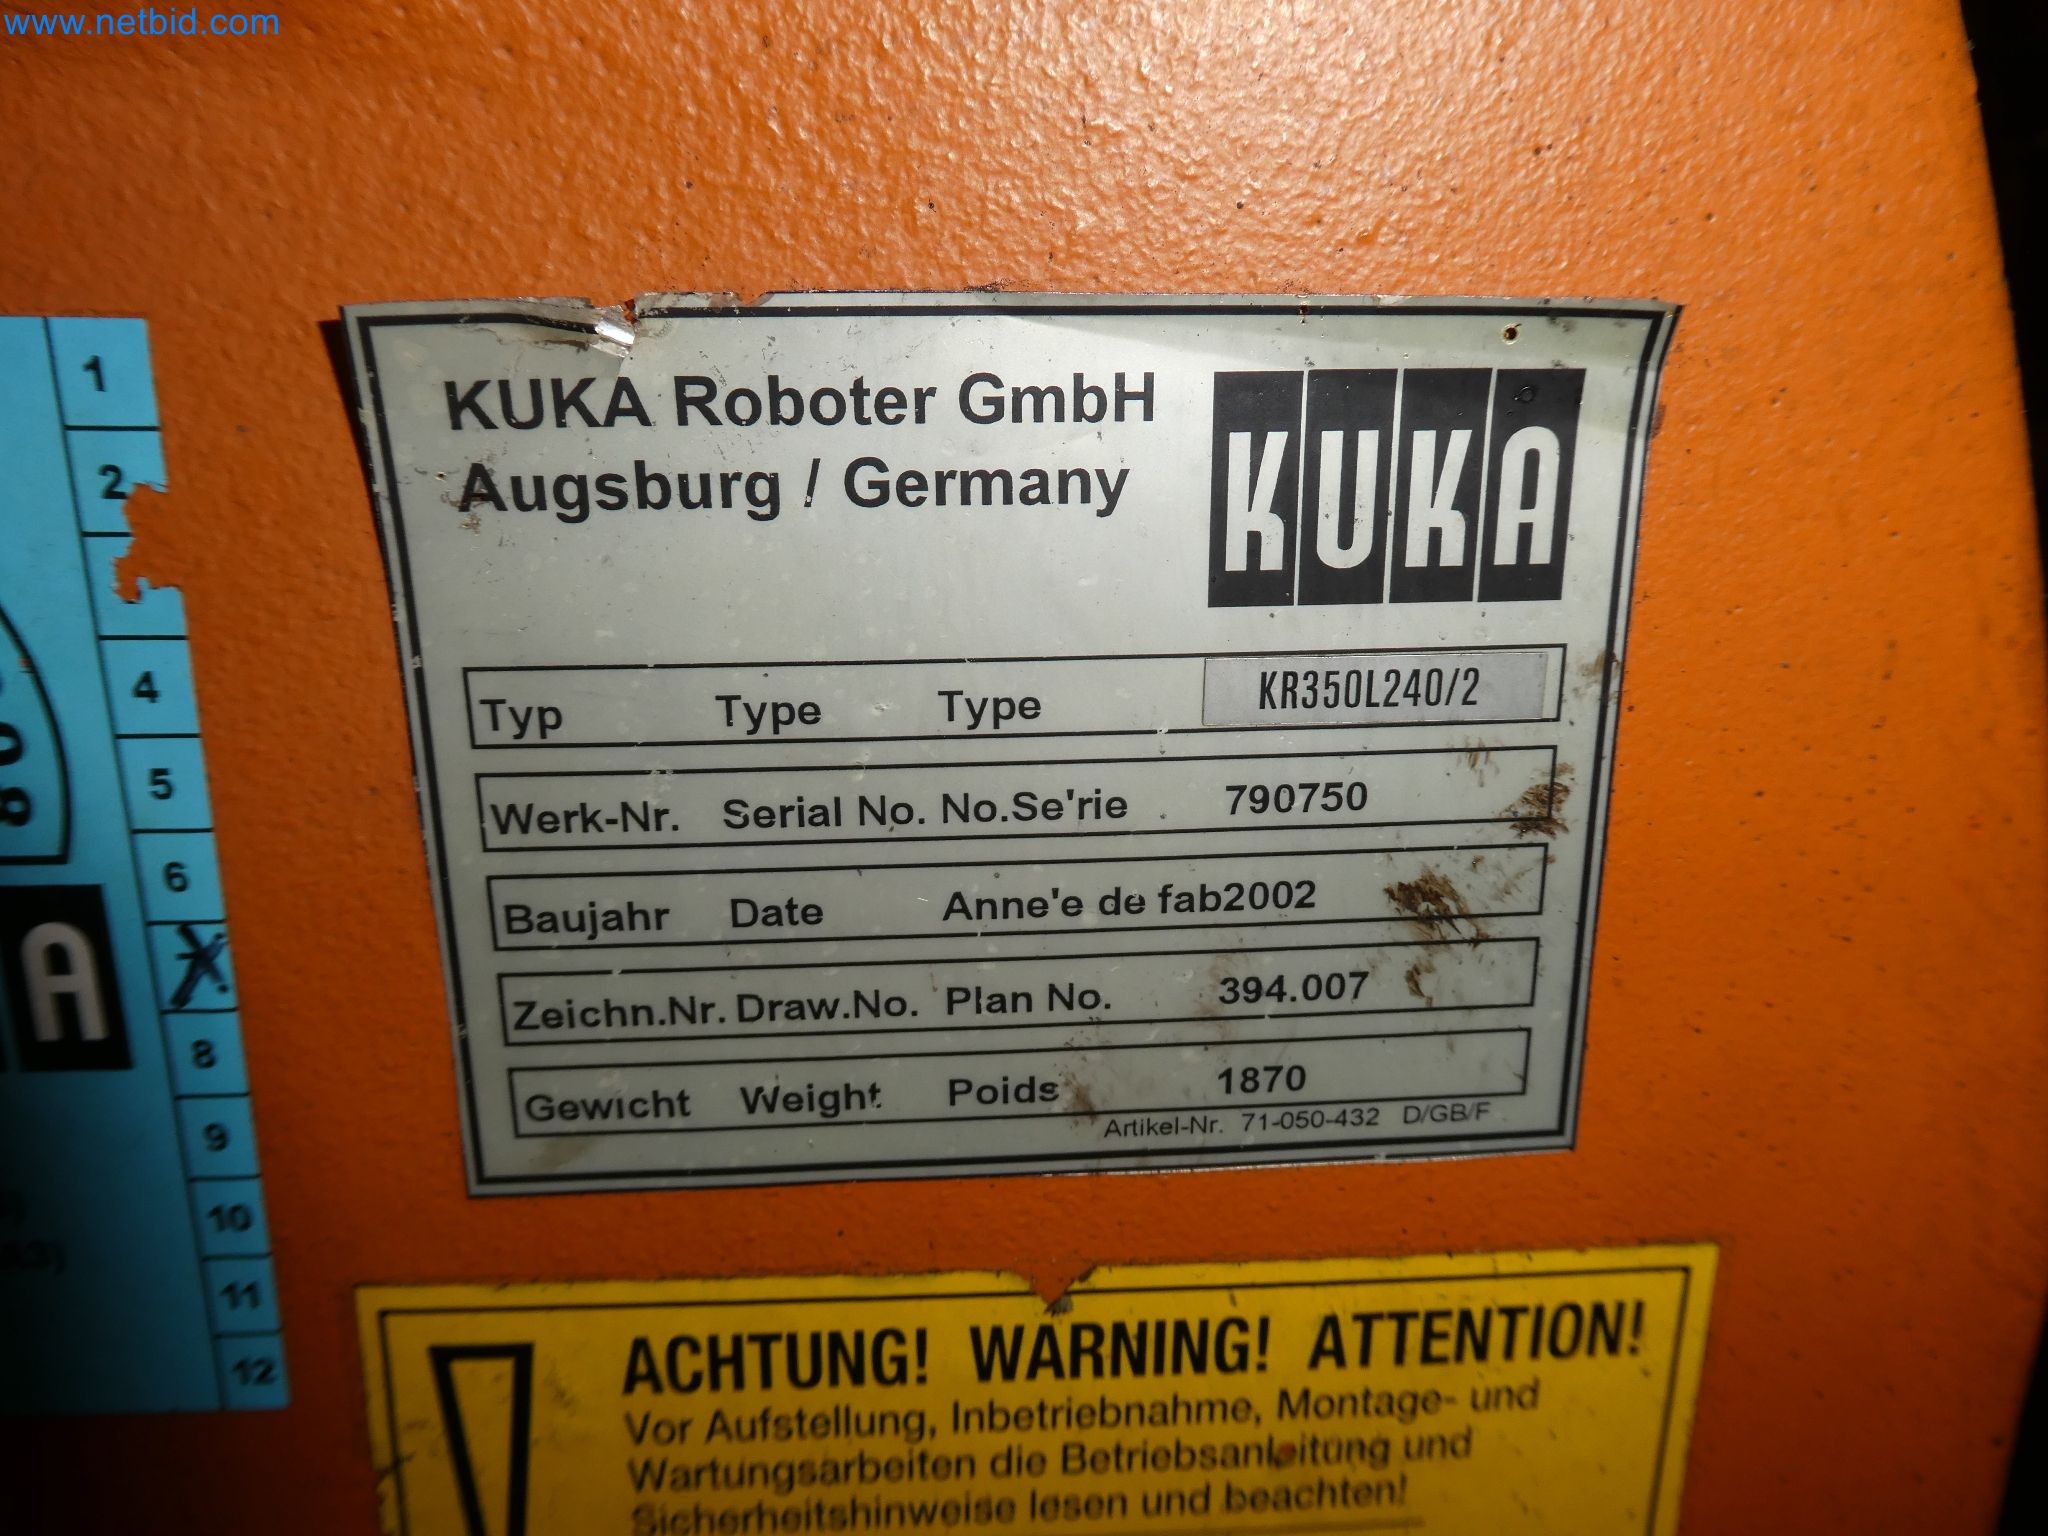 www.netbid.com
KUKA Roboter GmbH
Augsburg / Germany
KUKA
Typ Type Type KR350L240/2
Werk-Nr. Serial No. No.Se'rie 790750
Baujahr Date Anne'e de fab2002
Zeichn.Nr. Draw.No. Plan No. 394.007
Gewicht Weight Poids 1870
Artikel-Nr. 71-050-432 D/GB/F
1
2
4
5
6
8
9
10
11
12
A
ACHTUNG! WARNING! ATTENTION!
Vor Aufstellung, Inbetriebnahme, Montage- und
Wartungsarbeiten die Betriebsanleitung und
Sicherheitshinweise lesen und beachten!